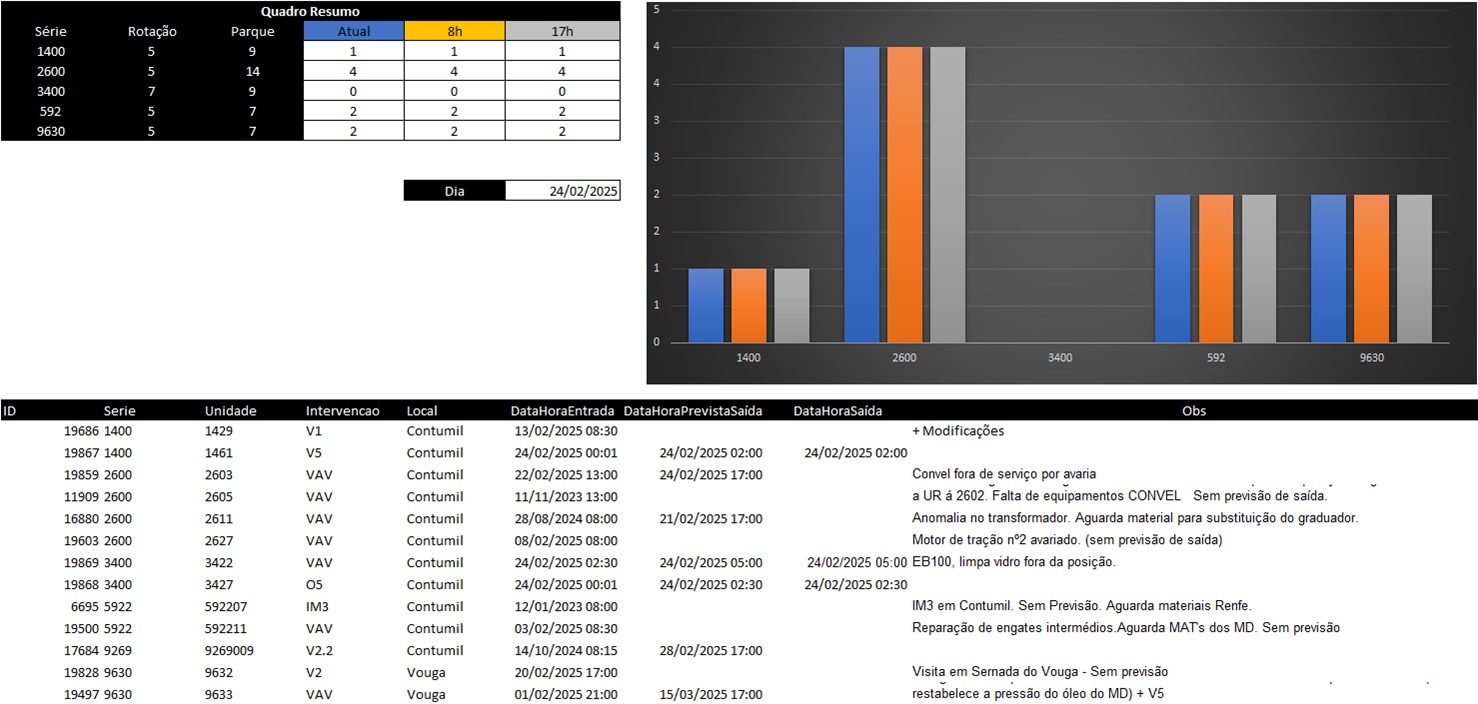 Quadro Resumo
Série Rotação Parque Atual 8h 17h
1400 5 9 1 1 1
2600 5 14 4 4 4
3400 7 9 0 0 0
592 5 7 2 2 2
9630 5 7 2 2 2
Dia 24/02/2025
5
4
4
3
3
2
2
1
1
0
1400 2600 3400 592 9630
ID Serie Unidade Intervencao Local DataHoraEntrada DataHoraPrevistaSaída DataHoraSaída Obs
19686 1400 1429 V1 Contumil 13/02/2025 08:30 + Modificações
19867 1400 1461 V5 Contumil 24/02/2025 00:01 24/02/2025 02:00 24/02/2025 02:00
19859 2600 2603 VAV Contumil 22/02/2025 13:00 24/02/2025 17:00 Convel fora de serviço por avaria
11909 2600 2605 VAV Contumil 11/11/2023 13:00 a UR á 2602. Falta de equipamentos CONVEL Sem previsão de saída.
16880 2600 2611 VAV Contumil 28/08/2024 08:00 21/02/2025 17:00 Anomalia no transformador. Aguarda material para substituição do graduador.
19603 2600 2627 VAV Contumil 08/02/2025 08:00 Motor de tração nº2 avariado. (sem previsão de saída)
19869 3400 3422 VAV Contumil 24/02/2025 02:30 24/02/2025 05:00 24/02/2025 05:00 EB100, limpa vidro fora da posição.
19868 3400 3427 O5 Contumil 24/02/2025 00:01 24/02/2025 02:30 24/02/2025 02:30
6695 5922 592207 IM3 Contumil 12/01/2023 08:00 IM3 em Contumil. Sem Previsão. Aguarda materiais Renfe.
19500 5922 592211 VAV Contumil 03/02/2025 08:30 Reparação de engates intermédios.Aguarda MAT's dos MD. Sem previsão
17684 9269 9269009 V2.2 Contumil 14/10/2024 08:15 28/02/2025 17:00
19828 9630 9632 V2 Vouga 20/02/2025 17:00 Visita em Sernada do Vouga - Sem previsão
19497 9630 9633 VAV Vouga 01/02/2025 21:00 15/03/2025 17:00 restabelece a pressão do óleo do MD) + V5